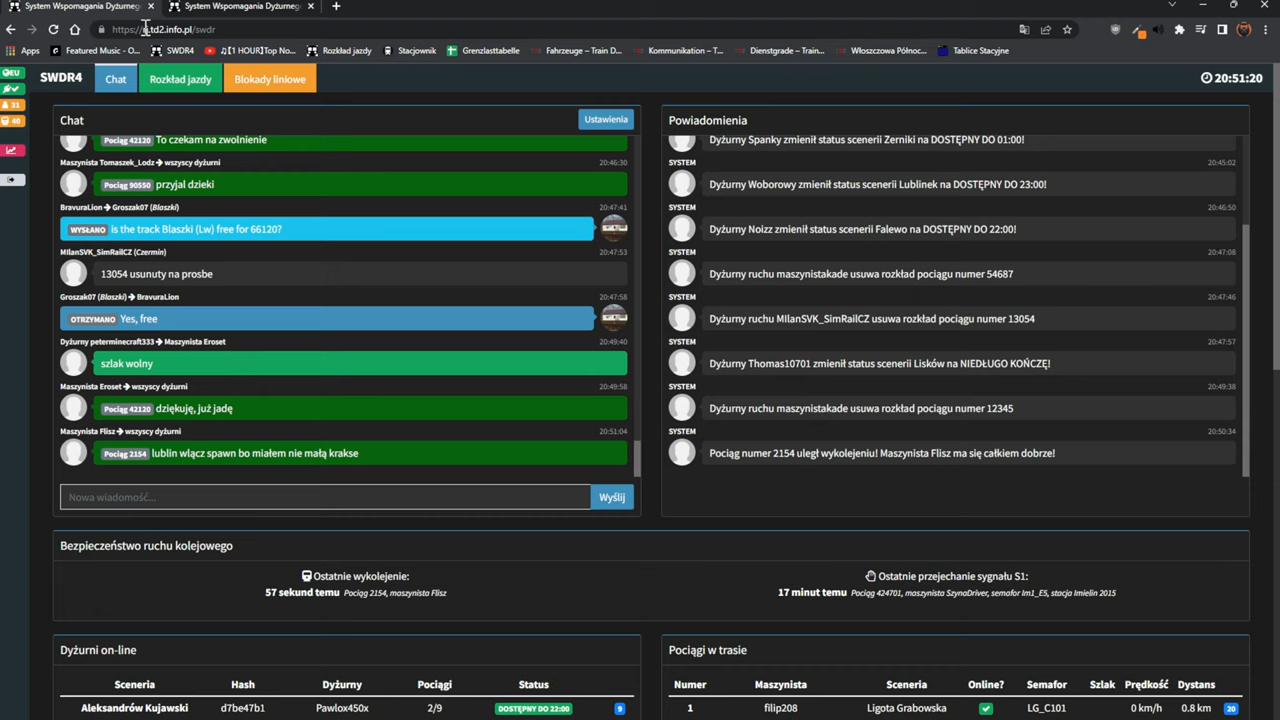 System Wspomagania Dyżurneg
System Wspomagania Dyżurneg
.td2.info.pl/swdr
Apps
Featured Music - O...
SWDR4
[1 HOUR]Top No...
Rozkład jazdy
Stacjownik
Grenzlasttabelle
Fahrzeuge – Train D...
Kommunikation – T...
Dienstgrade – Traini...
Włoszczowa Północ...
Tablice Stacyjne
EU
31
40
SWDR4
Chat
Rozkład jazdy
Blokady liniowe
20:51:20
Chat
Ustawienia
Pociąg 42120 To czekam na zwolnienie
Maszynista Tomaszek_Lodz → wszyscy dyżurni
20:46:30
Pociąg 90550 przyjal dzieki
BravuraLion → Groszak07 (Blaszki)
20:47:41
WYSŁANO is the track Blaszki (Lw) free for 66120?
MIlanSVK_SimRailCZ (Czermin)
20:47:53
13054 usunuty na prosbe
Groszak07 (Blaszki) → BravuraLion
20:47:58
OTRZYMANO Yes, free
Dyżurny peterminecraft333 → Maszynista Eroset
20:49:40
szlak wolny
Maszynista Eroset → wszyscy dyżurni
20:49:58
Pociąg 42120 dziękuję, już jadę
Maszynista Flisz → wszyscy dyżurni
20:51:04
Pociąg 2154 lublin wlącz spawn bo miałem nie małą krakse
Nowa wiadomość...
Wyślij
Powiadomienia
Dyżurny Spanky zmienił status scenerii Zerniki na DOSTĘPNY DO 01:00!
SYSTEM
20:45:02
Dyżurny Woborowy zmienił status scenerii Lublinek na DOSTĘPNY DO 23:00!
SYSTEM
20:46:50
Dyżurny Noizz zmienił status scenerii Falewo na DOSTĘPNY DO 22:00!
SYSTEM
20:47:08
Dyżurny ruchu maszynistakade usuwa rozkład pociągu numer 54687
SYSTEM
20:47:46
Dyżurny ruchu MIlanSVK_SimRailCZ usuwa rozkład pociągu numer 13054
SYSTEM
20:47:57
Dyżurny Thomas10701 zmienił status scenerii Lisków na NIEDŁUGO KOŃCZĘ!
SYSTEM
20:49:38
Dyżurny ruchu maszynistakade usuwa rozkład pociągu numer 12345
SYSTEM
20:50:34
Pociąg numer 2154 uległ wykolejeniu! Maszynista Flisz ma się całkiem dobrze!
Bezpieczeństwo ruchu kolejowego
Ostatnie wykolejenie:
57 sekund temu Pociąg 2154, maszynista Flisz
Ostatnie przejechanie sygnału S1:
17 minut temu Pociąg 424701, maszynista SzynaDriver, semafor Im1_E5, stacja Imielin 2015
Dyżurni on-line
Sceneria Hash Dyżurny Pociągi Status
Aleksandrów Kujawski d7be47b1 Pawlox450x 2/9 DOSTĘPNY DO 22:00 9
Pociągi w trasie
Numer Maszynista Sceneria Online? Semafor Szlak Prędkość Dystans
1 filip208 Ligota Grabowska LG_C101 0 km/h 0.8 km 20